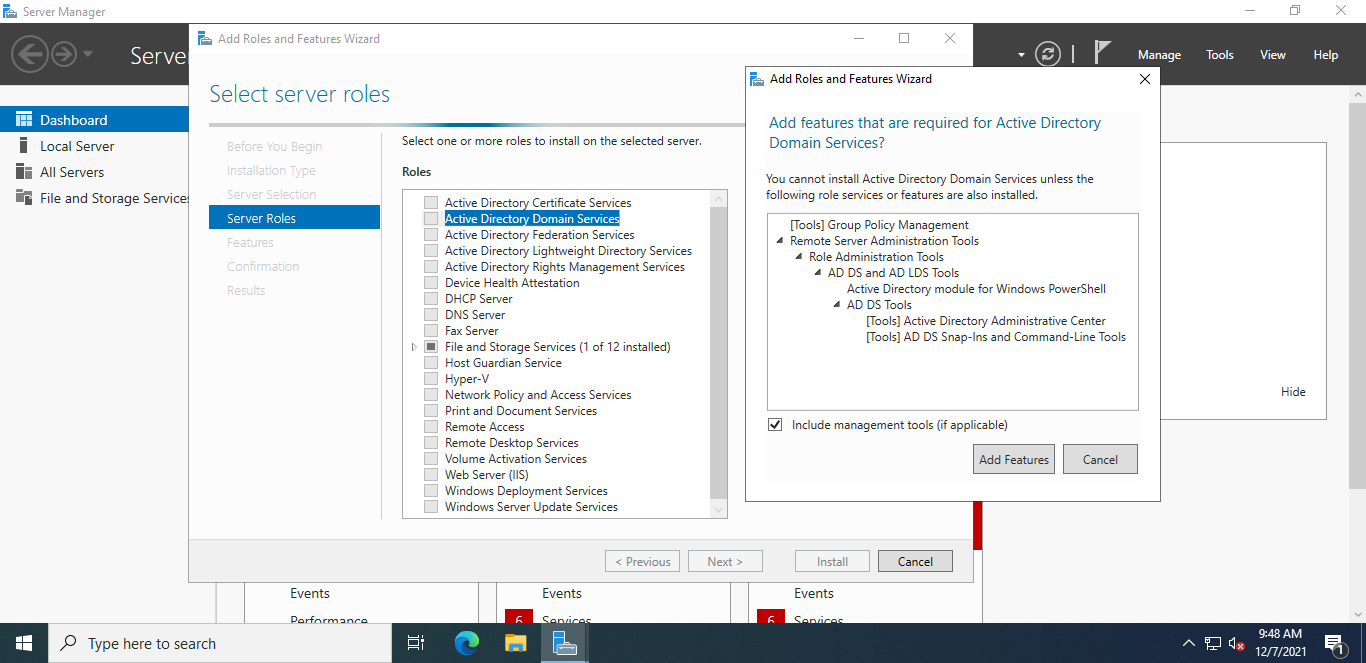 Server Manager
Server
Manage
Tools
View
Help
Dashboard
Local Server
All Servers
File and Storage Services
Add Roles and Features Wizard
Select server roles
Before You Begin
Installation Type
Server Selection
Server Roles
Features
Confirmation
Results
Select one or more roles to install on the selected server.
Roles
Active Directory Certificate Services
Active Directory Domain Services
Active Directory Federation Services
Active Directory Lightweight Directory Services
Active Directory Rights Management Services
Device Health Attestation
DHCP Server
DNS Server
Fax Server
File and Storage Services (1 of 12 installed)
Host Guardian Service
Hyper-V
Network Policy and Access Services
Print and Document Services
Remote Access
Remote Desktop Services
Volume Activation Services
Web Server (IIS)
Windows Deployment Services
Windows Server Update Services
< Previous
Next >
Install
Cancel
Add Roles and Features Wizard
Add features that are required for Active Directory
Domain Services?
You cannot install Active Directory Domain Services unless the
following role services or features are also installed.
[Tools] Group Policy Management
Remote Server Administration Tools
Role Administration Tools
AD DS and AD LDS Tools
Active Directory module for Windows PowerShell
AD DS Tools
[Tools] Active Directory Administrative Center
[Tools] AD DS Snap-Ins and Command-Line Tools
Include management tools (if applicable)
Add Features
Cancel
Hide
Events
Performance
Events
6 Services
Events
6 Services
Type here to search
9:48 AM
12/7/2021
1